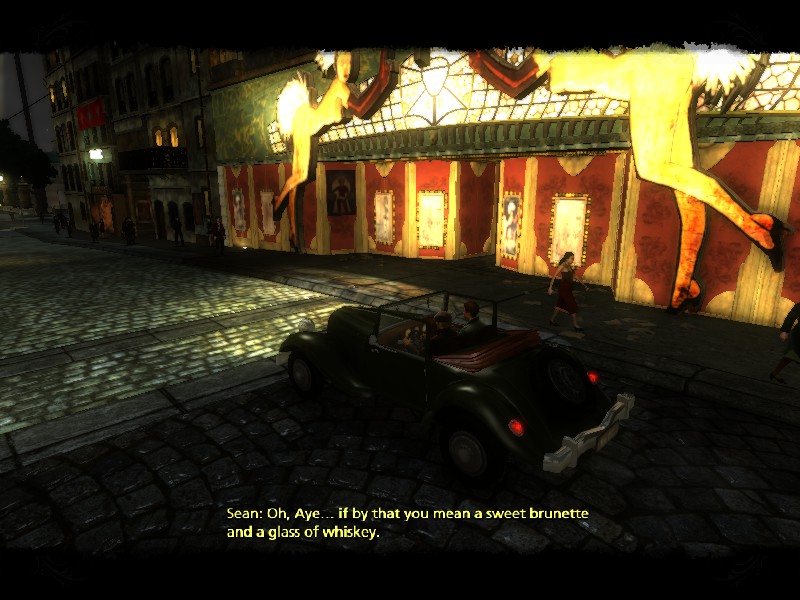 Sean: Oh, Aye... if by that you mean a sweet brunette
and a glass of whiskey.